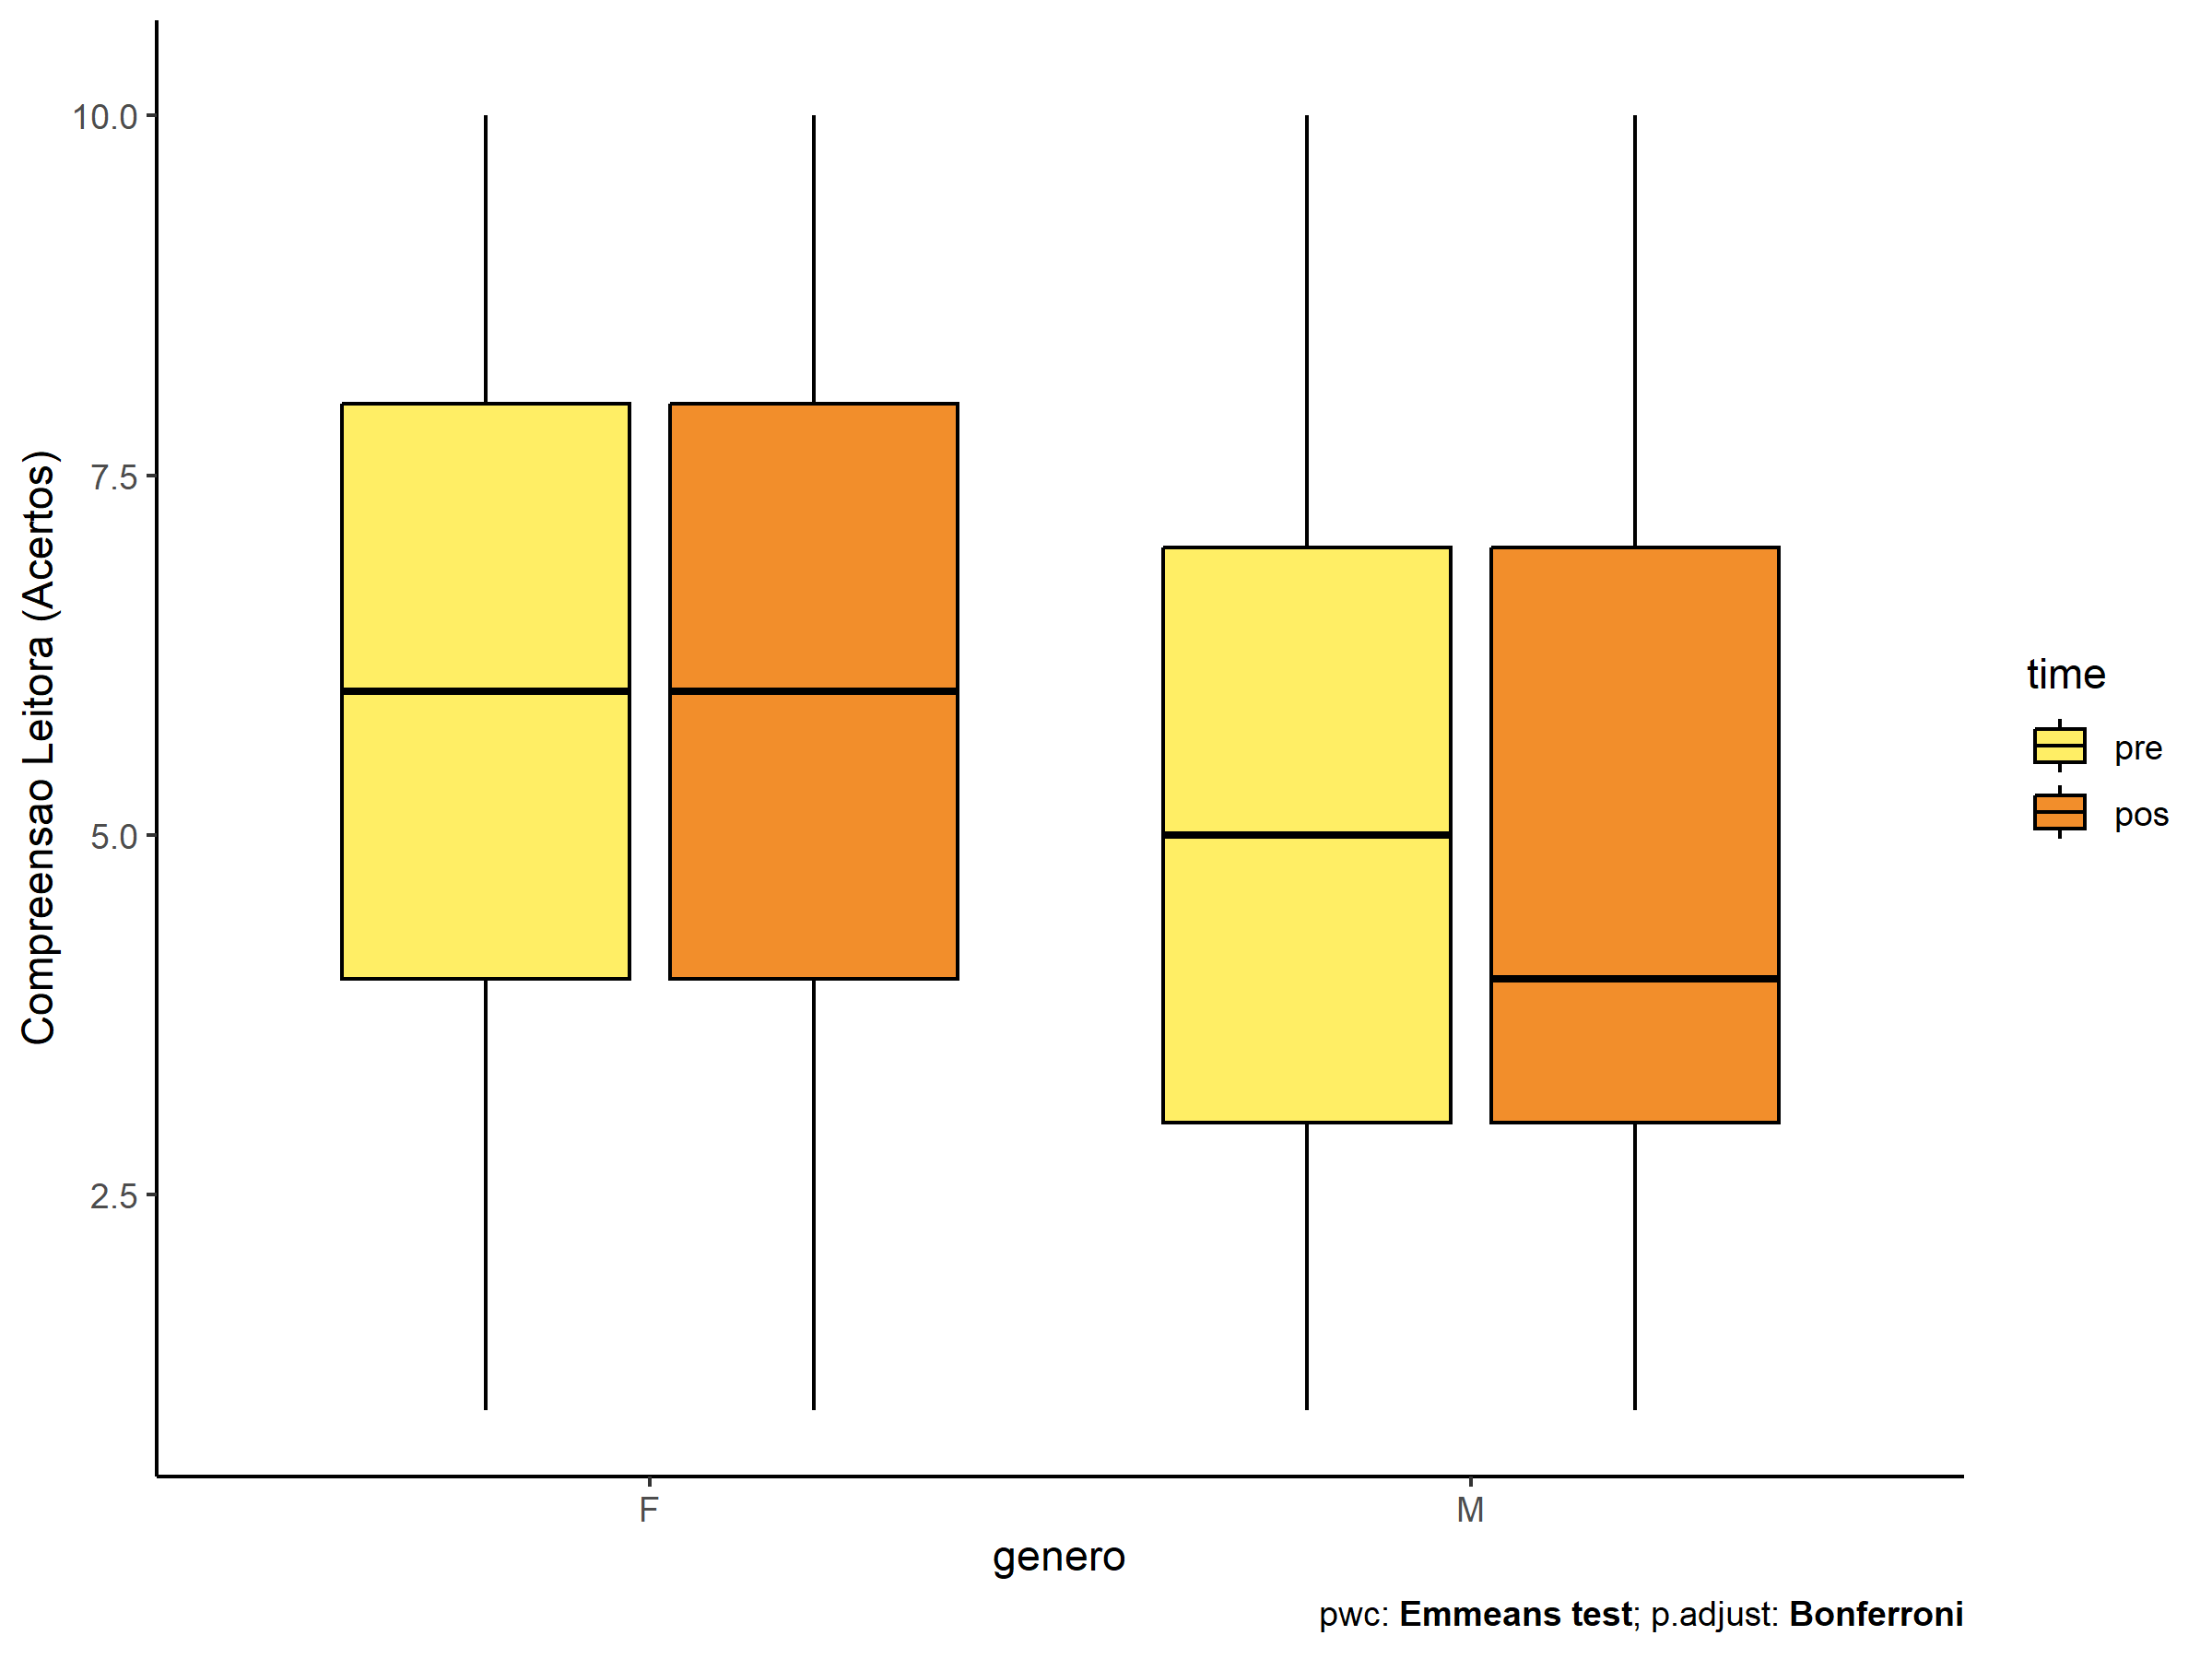 Compreensao Leitora (Acertos)
10.0
7.5
5.0
2.5
F
M
genero
time
pre
pos
pwc: Emmeans test; p.adjust: Bonferroni